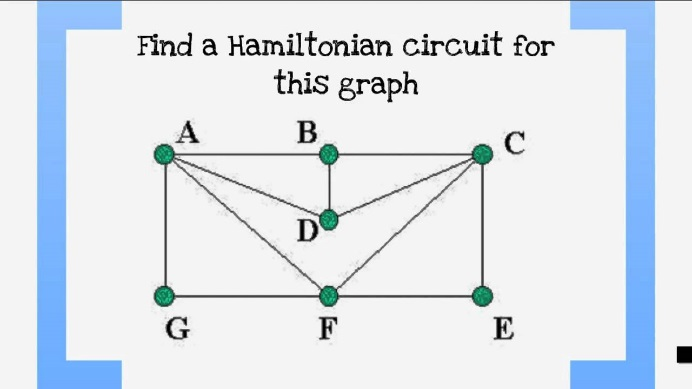 Find a Hamiltonian circuit for
this graph
A B C
D
G F E